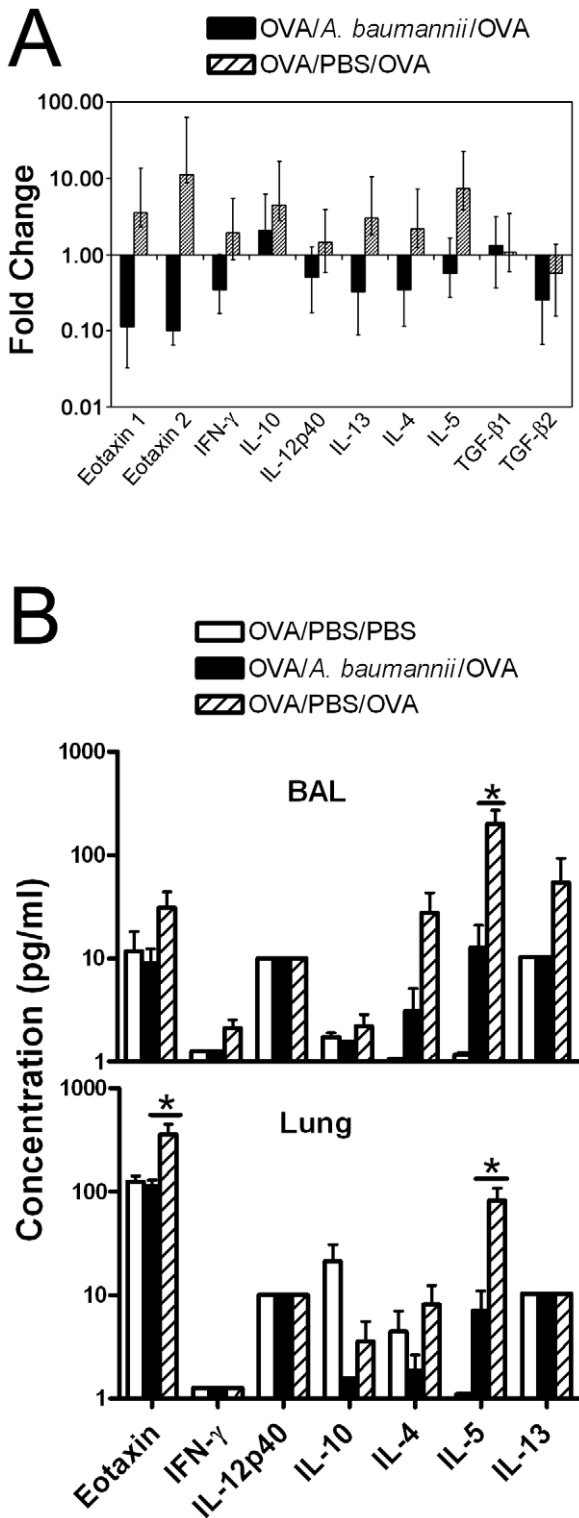 A
OVA/A. baumannii/OVA
OVA/PBS/OVA
Fold Change
100.00
10.00
1.00
0.10
0.01
Eotaxin 1
Eotaxin 2
IFN-γ
IL-10
IL-12p40
IL-13
IL-4
IL-5
TGF-β1
TGF-β2
B
OVA/PBS/PBS
OVA/A. baumannii/OVA
OVA/PBS/OVA
Concentration (pg/ml)
1000
BAL
*
100
10
1
1000
*
Lung
*
100
10
1
Eotaxin
IFN-γ
IL-12p40
IL-10
IL-4
IL-5
IL-13